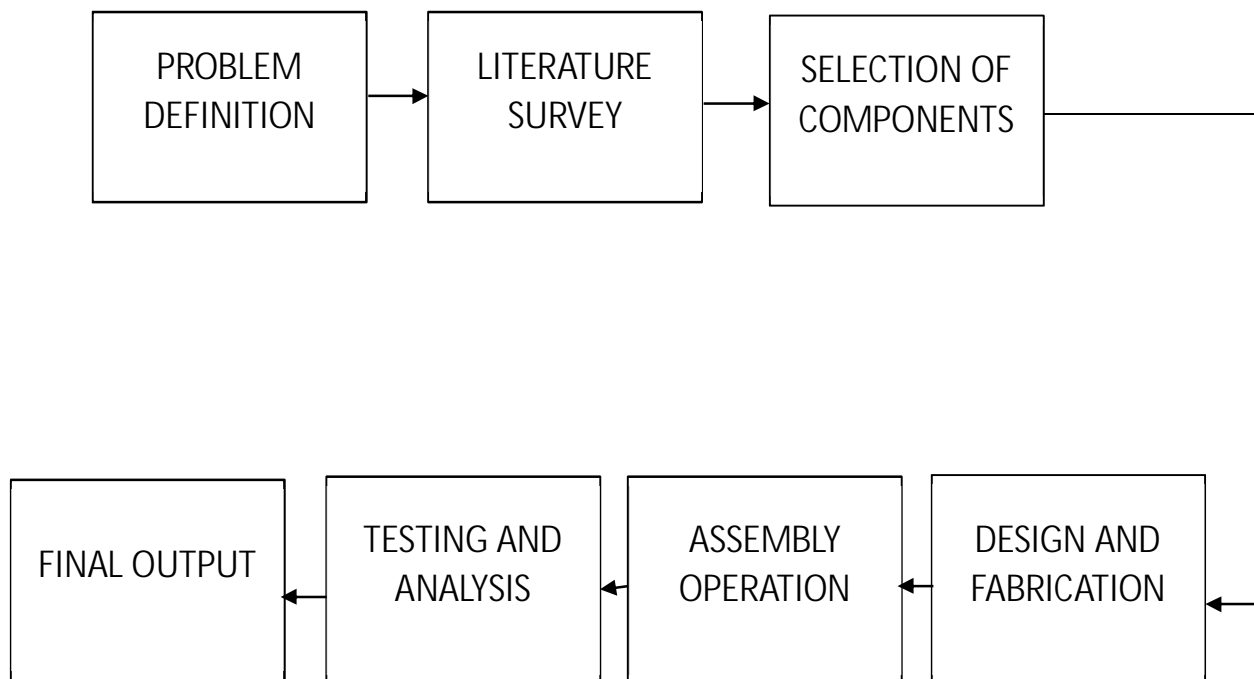 PROBLEM
DEFINITION
LITERATURE
SURVEY
SELECTION OF
COMPONENTS
DESIGN AND
FABRICATION
ASSEMBLY
OPERATION
TESTING AND
ANALYSIS
FINAL OUTPUT